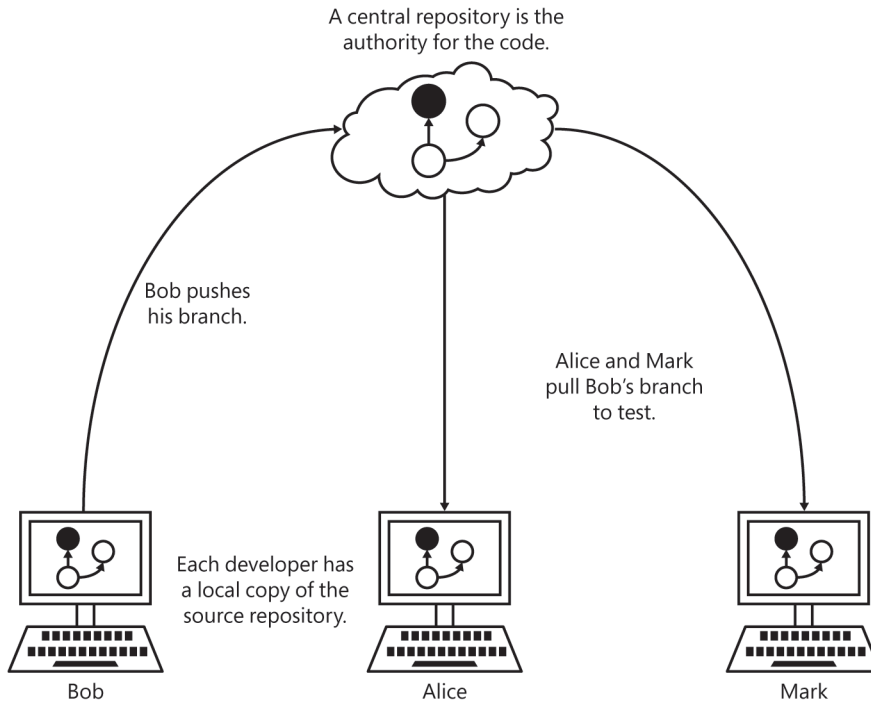 A central repository is the
authority for the code.
Bob pushes
his branch.
Alice and Mark
pull Bob’s branch
to test.
Each developer has
a local copy of the
source repository.
Bob
Alice
Mark